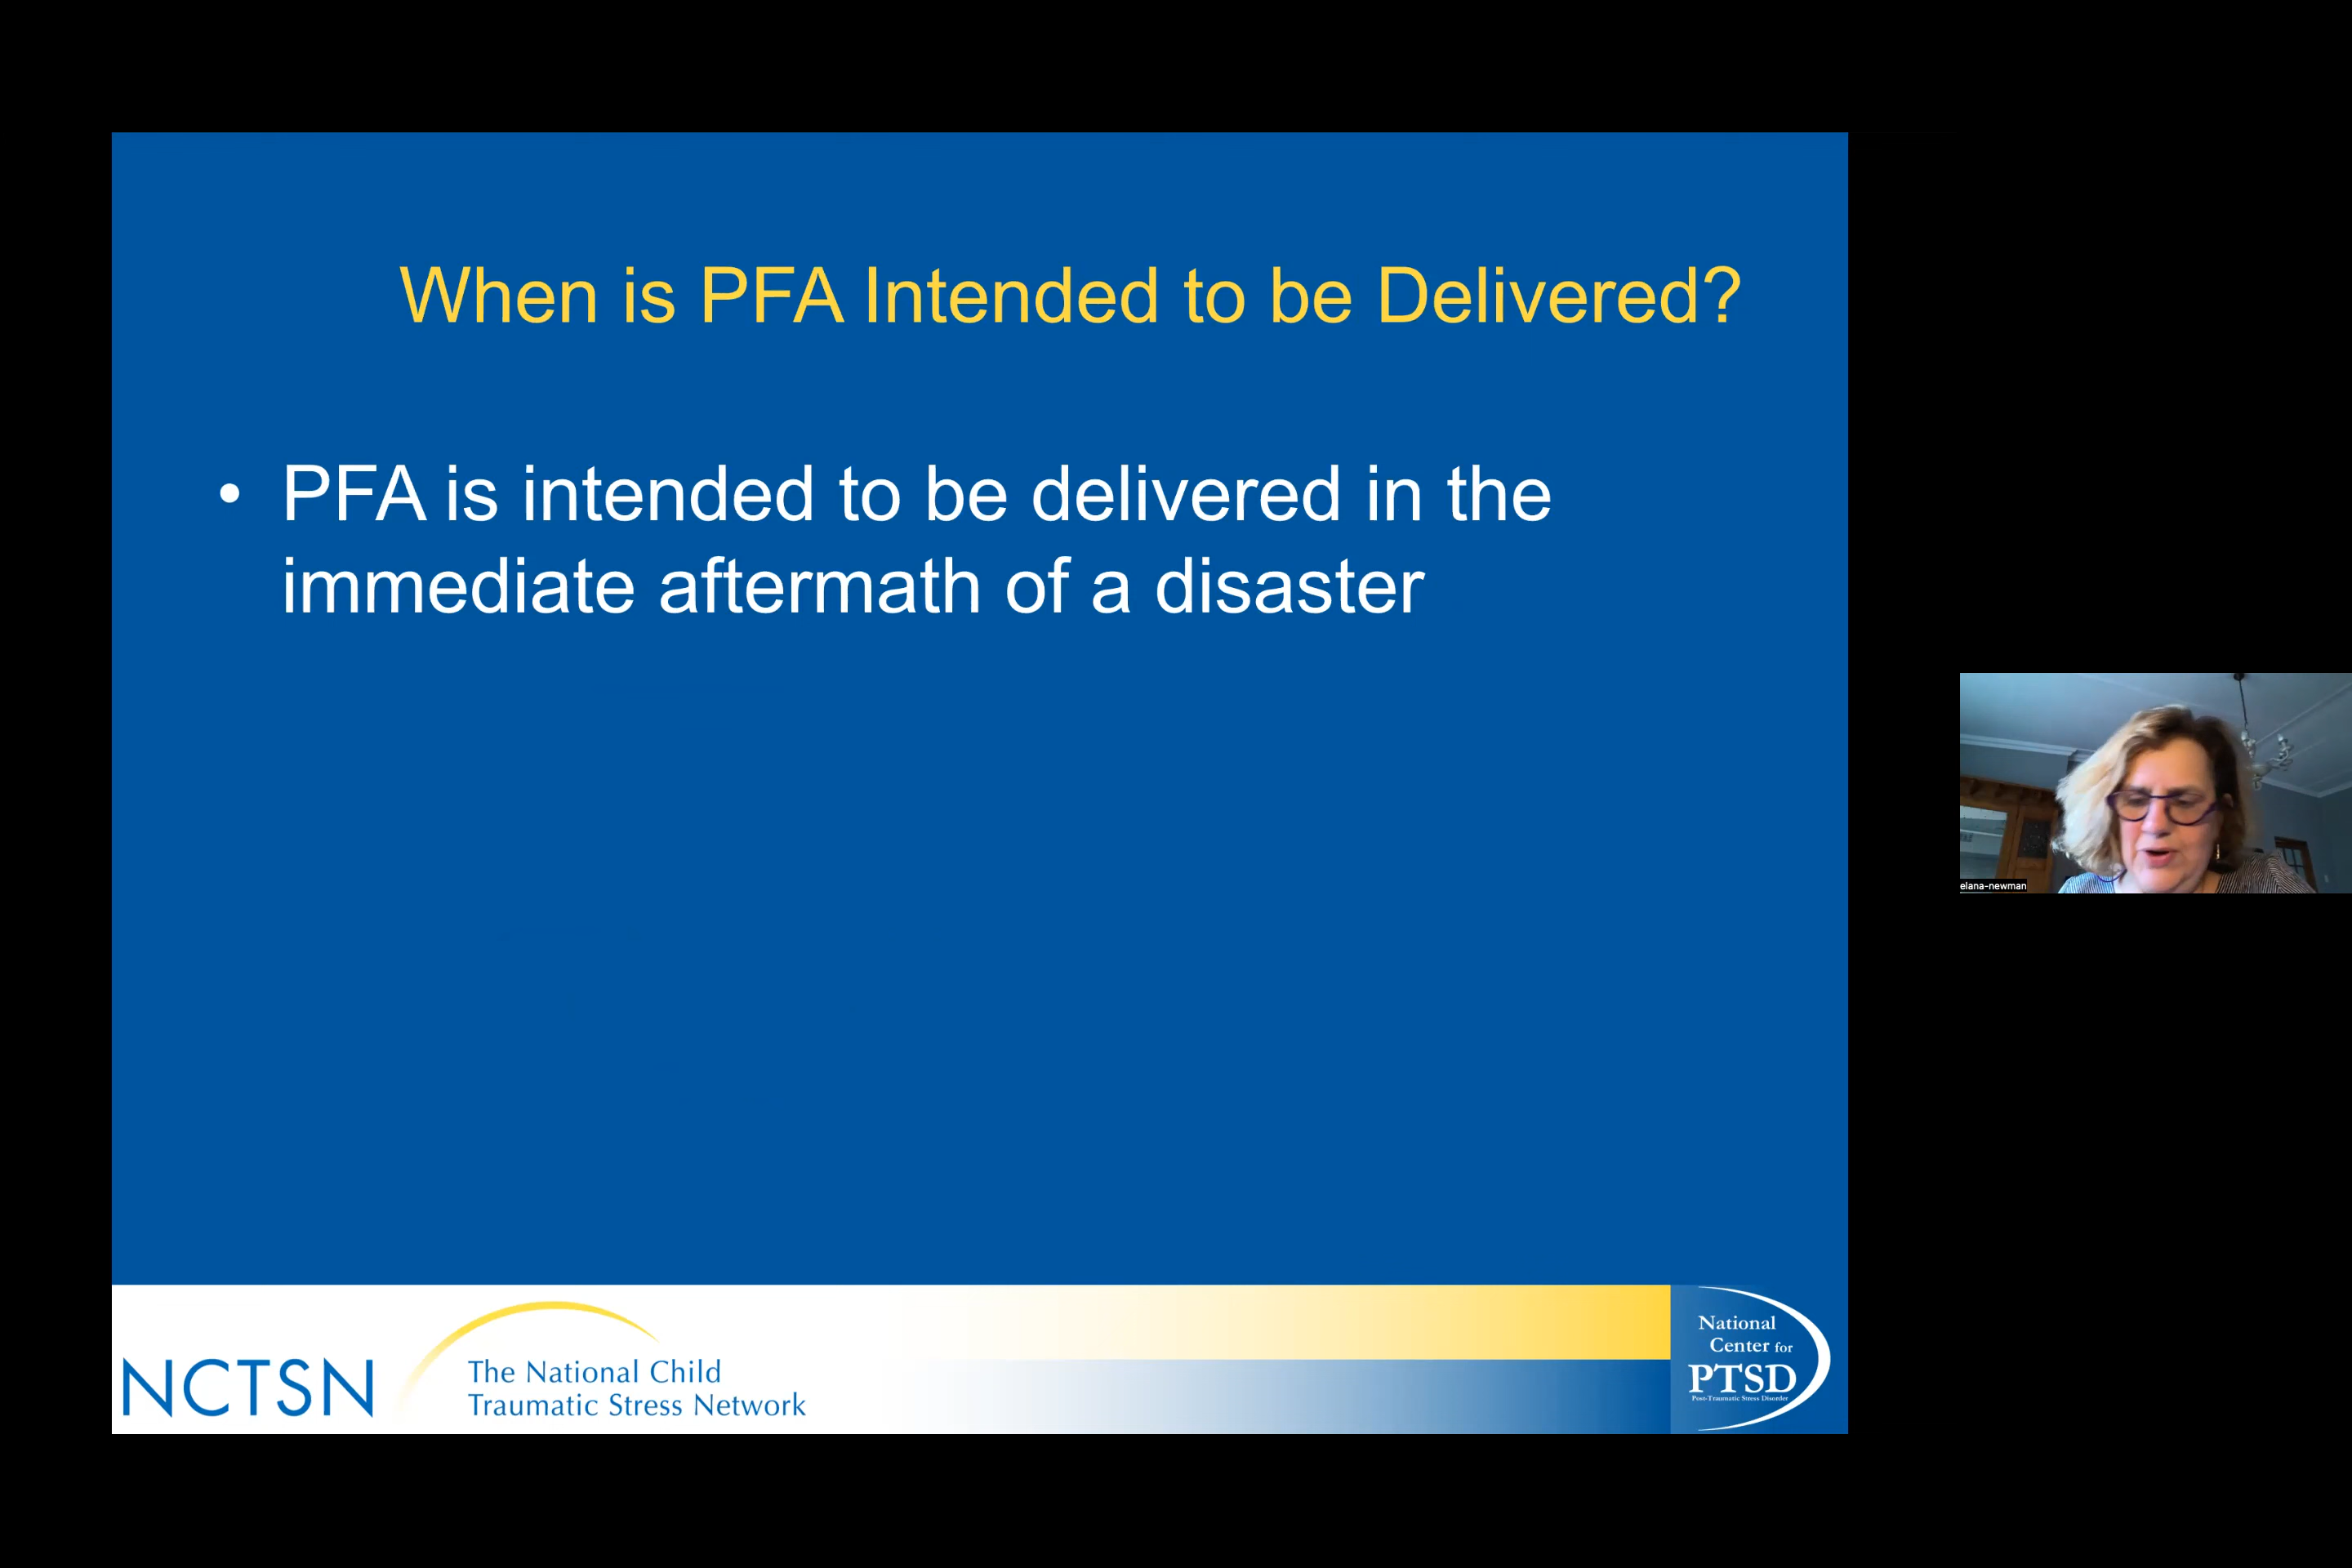 When is PFA Intended to be Delivered?
• PFA is intended to be delivered in the
immediate aftermath of a disaster
elana-newman
NCTSN
The National Child
Traumatic Stress Network
National
Center for
PTSD
Post-Traumatic Stress Disorder